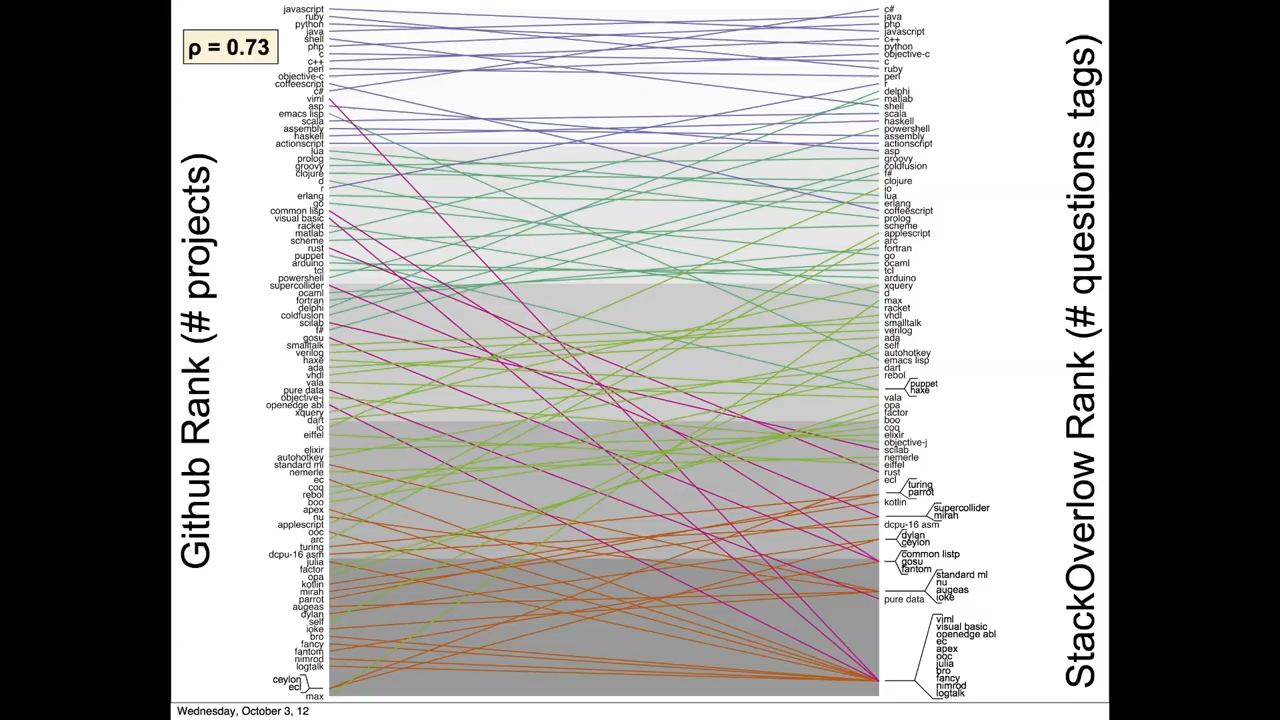 ρ = 0.73
Github Rank (# projects)
javascript
ruby
python
java
shell
php
c
c++
perl
objective-c
coffeescript
c#
viml
asp
emacs lisp
scala
assembly
haskell
actionscript
lua
prolog
groovy
clojure
d
r
erlang
go
common lisp
visual basic
racket
matlab
scheme
rust
puppet
arduino
tcl
powershell
supercollider
ocaml
fortran
delphi
coldfusion
scilab
f#
gosu
smalltalk
verilog
haxe
ada
vhdl
vala
pure data
objective-j
openedge abl
xquery
dart
io
eiffel
elixir
autohotkey
standard ml
nemerle
ec
coq
rebol
boo
apex
nu
applescript
ooc
arc
turing
dcpu-16 asm
julia
factor
opa
kotlin
mirah
parrot
augeas
dylan
self
ioke
bro
fancy
fantom
nimrod
logtalk
ceylon
ecl
max
c#
java
php
javascript
c++
python
objective-c
c
ruby
perl
r
delphi
matlab
shell
scala
haskell
powershell
assembly
actionscript
asp
groovy
coldfusion
f#
clojure
io
lua
erlang
coffeescript
prolog
scheme
applescript
arc
fortran
go
ocaml
tcl
arduino
xquery
d
max
racket
vhdl
smalltalk
verilog
ada
self
autohotkey
emacs lisp
dart
rebol
puppet
haxe
vala
opa
factor
boo
coq
elixir
objective-j
scilab
nemerle
eiffel
rust
ecl
turing
parrot
kotlin
supercollider
mirah
dcpu-16 asm
dylan
ceylon
common listp
gosu
fantom
standard ml
nu
augeas
ioke
pure data
viml
visual basic
openedge abl
ec
apex
ooc
julia
bro
fancy
nimrod
logtalk
StackOverlow Rank (# questions tags)
Wednesday, October 3, 12